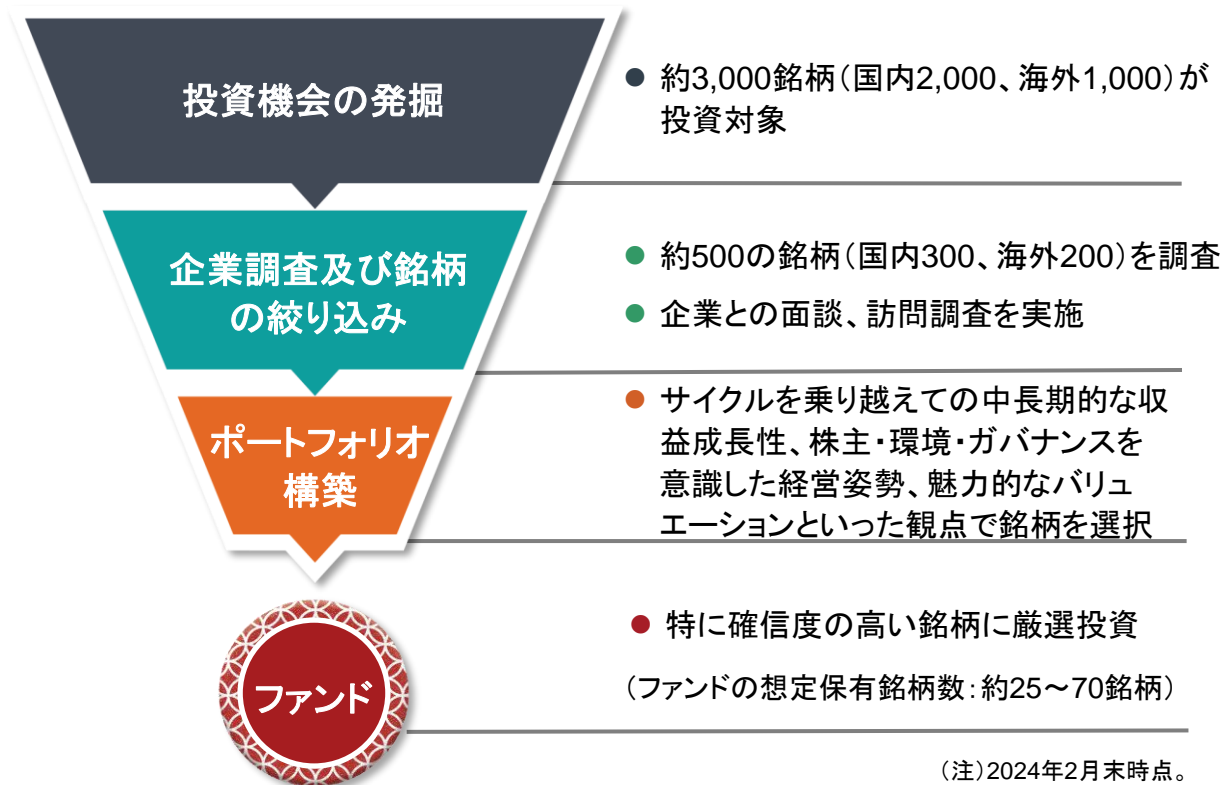 投資機会の発掘
● 約3,000銘柄（国内2,000、海外1,000）が
投資対象
企業調査及び銘柄
の絞り込み
● 約500の銘柄（国内300、海外200）を調査
● 企業との面談、訪問調査を実施
ポートフォリオ
構築
● サイクルを乗り越えての中長期的な収
益成長性、株主・環境・ガバナンスを
意識した経営姿勢、魅力的なバリュ
エーションといった観点で銘柄を選択
ファンド
● 特に確信度の高い銘柄に厳選投資
（ファンドの想定保有銘柄数：約25～70銘柄）
（注）2024年2月末時点。